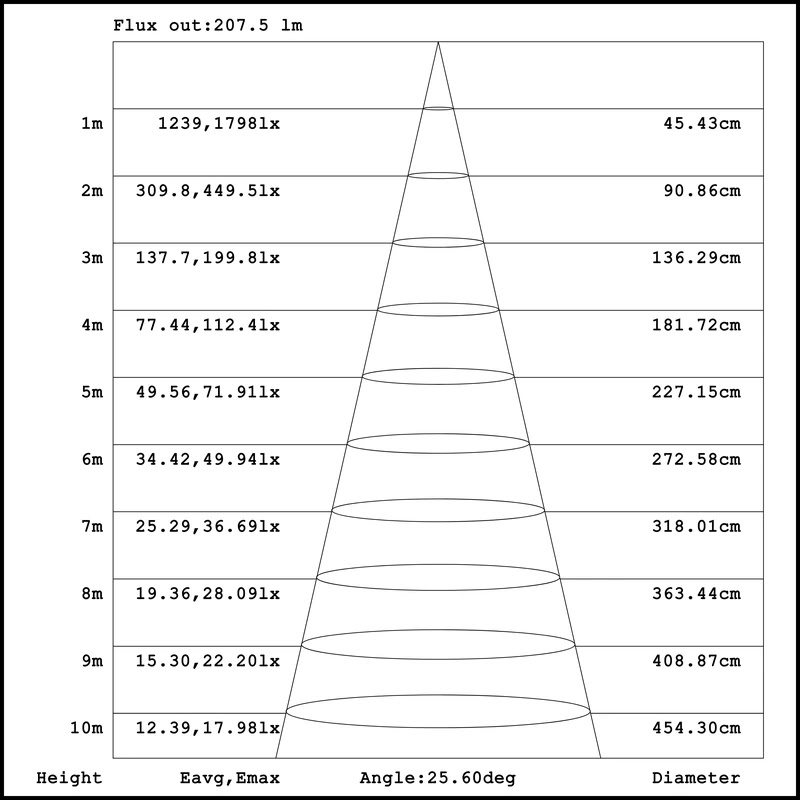 Flux out:207.5 lm
1m 1239,1798lx 45.43cm
2m 309.8,449.5lx 90.86cm
3m 137.7,199.8lx 136.29cm
4m 77.44,112.4lx 181.72cm
5m 49.56,71.91lx 227.15cm
6m 34.42,49.94lx 272.58cm
7m 25.29,36.69lx 318.01cm
8m 19.36,28.09lx 363.44cm
9m 15.30,22.20lx 408.87cm
10m 12.39,17.98lx 454.30cm
Height Eavg,Emax Angle:25.60deg Diameter